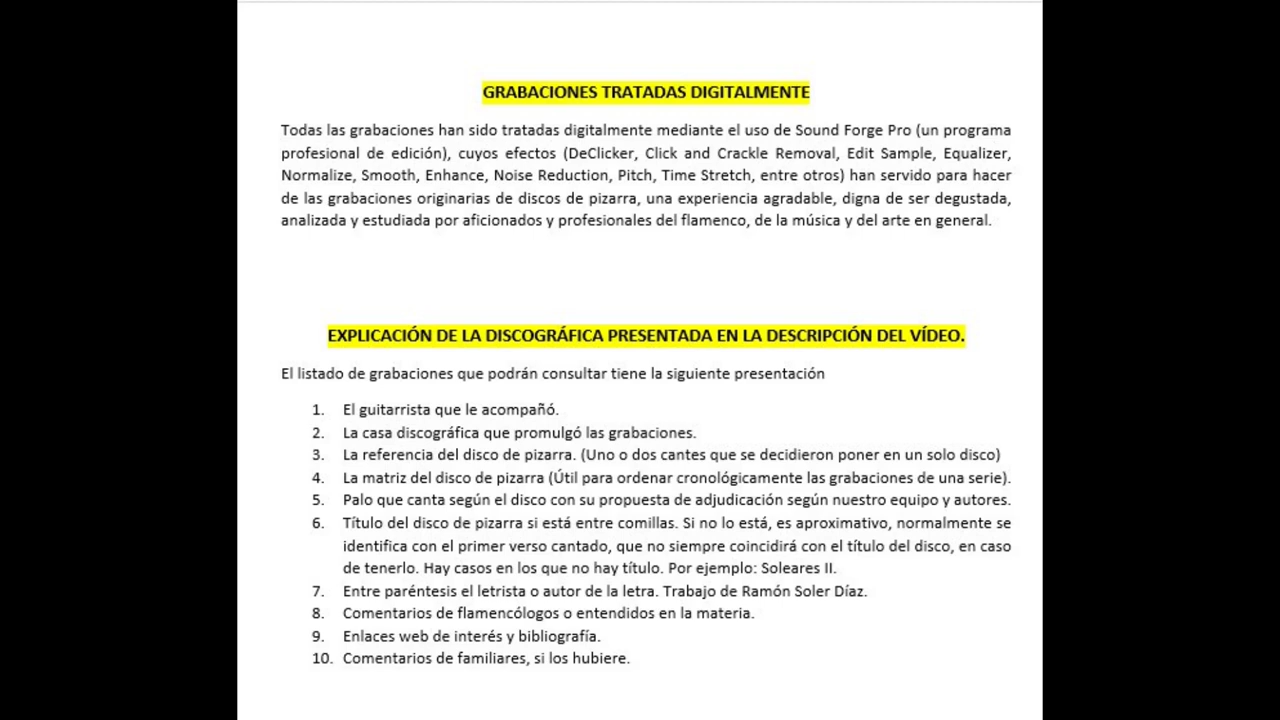 GRABACIONES TRATADAS DIGITALMENTE
Todas las grabaciones han sido tratadas digitalmente mediante el uso de Sound Forge Pro (un programa
profesional de edición), cuyos efectos (DeClicker, Click and Crackle Removal, Edit Sample, Equalizer,
Normalize, Smooth, Enhance, Noise Reduction, Pitch, Time Stretch, entre otros) han servido para hacer
de las grabaciones originarias de discos de pizarra, una experiencia agradable, digna de ser degustada,
analizada y estudiada por aficionados y profesionales del flamenco, de la música y del arte en general.
EXPLICACIÓN DE LA DISCOGRÁFICA PRESENTADA EN LA DESCRIPCIÓN DEL VÍDEO.
El listado de grabaciones que podrán consultar tiene la siguiente presentación
1. El guitarrista que le acompañó.
2. La casa discográfica que promulgó las grabaciones.
3. La referencia del disco de pizarra. (Uno o dos cantes que se decidieron poner en un solo disco)
4. La matriz del disco de pizarra (Útil para ordenar cronológicamente las grabaciones de una serie).
5. Palo que canta según el disco con su propuesta de adjudicación según nuestro equipo y autores.
6. Título del disco de pizarra si está entre comillas. Si no lo está, es aproximativo, normalmente se
identifica con el primer verso cantado, que no siempre coincidirá con el título del disco, en caso
de tenerlo. Hay casos en los que no hay título. Por ejemplo: Soleares II.
7. Entre paréntesis el letrista o autor de la letra. Trabajo de Ramón Soler Díaz.
8. Comentarios de flamencólogos o entendidos en la materia.
9. Enlaces web de interés y bibliografía.
10. Comentarios de familiares, si los hubiere.